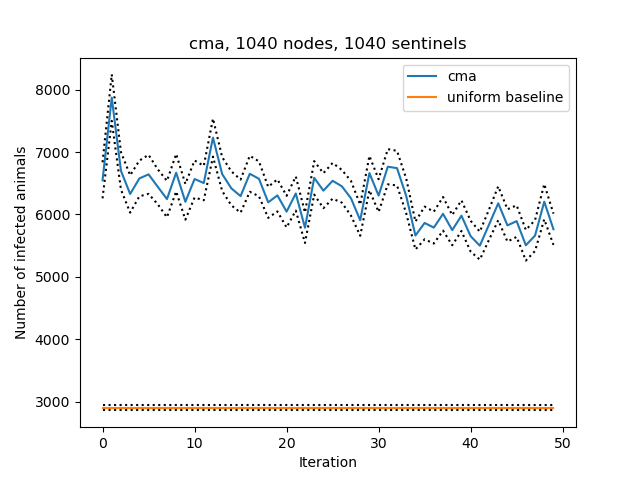 cma, 1040 nodes, 1040 sentinels
cma
uniform baseline
Number of infected animals
8000
7000
6000
5000
4000
3000
0 10 20 30 40 50
Iteration